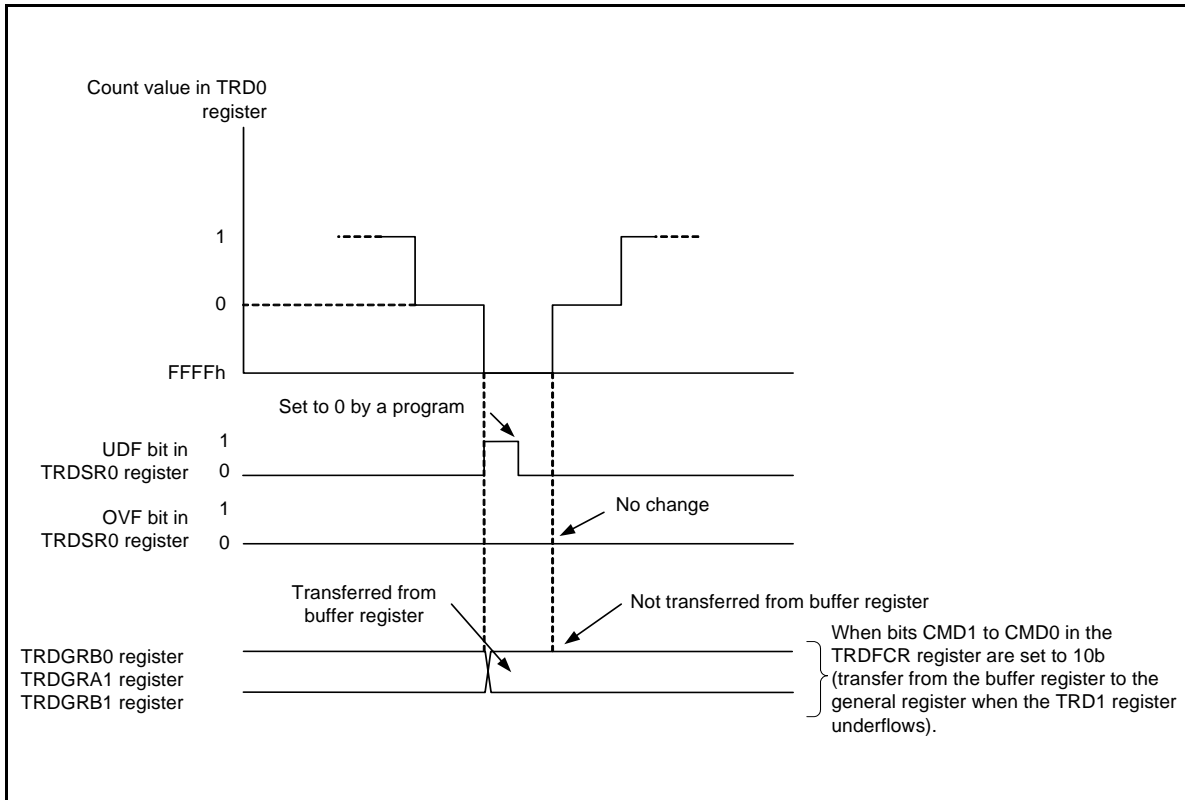 Count value in TRD0
register
1
0
FFFFh
Set to 0 by a program
UDF bit in
TRDSR0 register
1
0
No change
OVF bit in
TRDSR0 register
1
0
Transferred from
buffer register
Not transferred from buffer register
TRDGRB0 register
TRDGRA1 register
TRDGRB1 register
When bits CMD1 to CMD0 in the
TRDFCR register are set to 10b
(transfer from the buffer register to the
general register when the TRD1 register
underflows).